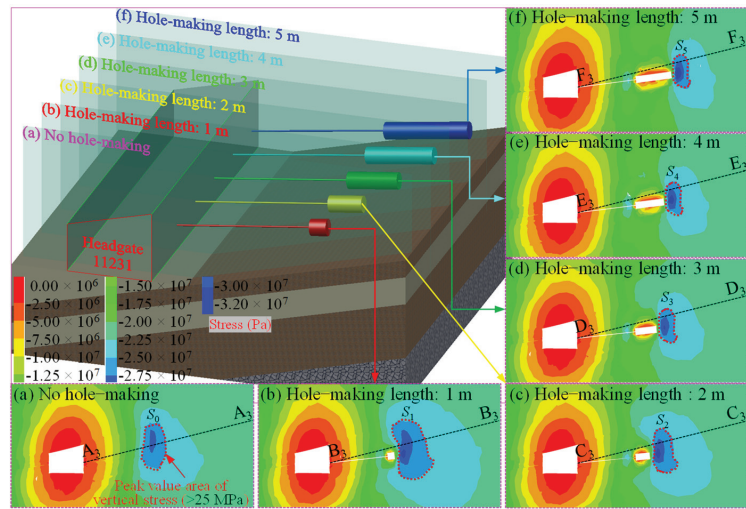 (f) Hole-making length: 5 m
(e) Hole-making length: 4 m
(d) Hole-making length: 3 m
(c) Hole-making length: 2 m
(b) Hole-making length: 1 m
(a) No hole-making
Headgate
11231
0.00 × 10⁶
-2.50 × 10⁶
-5.00 × 10⁶
-7.50 × 10⁶
-1.00 × 10⁷
-1.25 × 10⁷
-1.50 × 10⁷
-1.75 × 10⁷
-2.00 × 10⁷
-2.25 × 10⁷
-2.50 × 10⁷
-2.75 × 10⁷
-3.00 × 10⁷
-3.20 × 10⁷
Stress (Pa)
(f) Hole-making length: 5 m
F₃
S₅
F₃
(e) Hole-making length: 4 m
E₃
S₄
E₃
(d) Hole-making length: 3 m
D₃
S₃
D₃
(a) No hole-making
A₃
S₀
A₃
Peak value area of
vertical stress (>25 MPa)
(b) Hole-making length: 1 m
B₃
S₁
B₃
(c) Hole-making length : 2 m
C₃
S₂
C₃